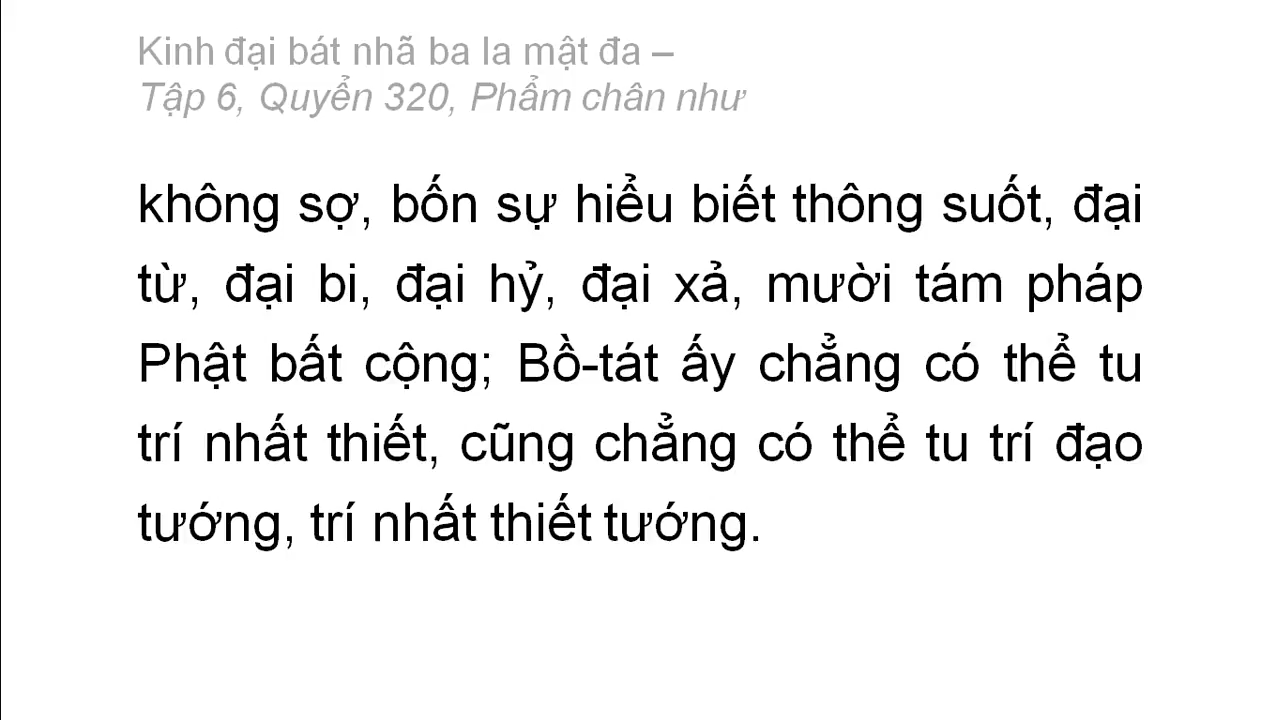 Kinh đại bát nhã ba la mật đa –
Tập 6, Quyển 320, Phẩm chân như
không sợ, bốn sự hiểu biết thông suốt, đại
từ, đại bi, đại hỷ, đại xả, mười tám pháp
Phật bất cộng; Bồ-tát ấy chẳng có thể tu
trí nhất thiết, cũng chẳng có thể tu trí đạo
tướng, trí nhất thiết tướng.